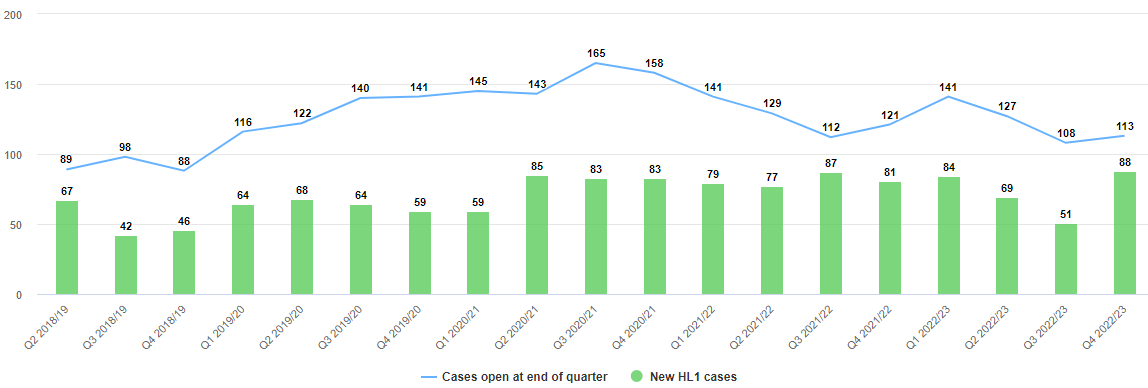 200
150
100
50
0
89
98
88
116
122
140
141
145
143
165
158
141
129
112
121
141
127
108
113
67
42
46
64
68
64
59
59
85
83
83
79
77
87
81
84
69
51
88
Q2 2018/19
Q3 2018/19
Q4 2018/19
Q1 2019/20
Q2 2019/20
Q3 2019/20
Q4 2019/20
Q1 2020/21
Q2 2020/21
Q3 2020/21
Q4 2020/21
Q1 2021/22
Q2 2021/22
Q3 2021/22
Q4 2021/22
Q1 2022/23
Q2 2022/23
Q3 2022/23
Q4 2022/23
Cases open at end of quarter
New HL1 cases